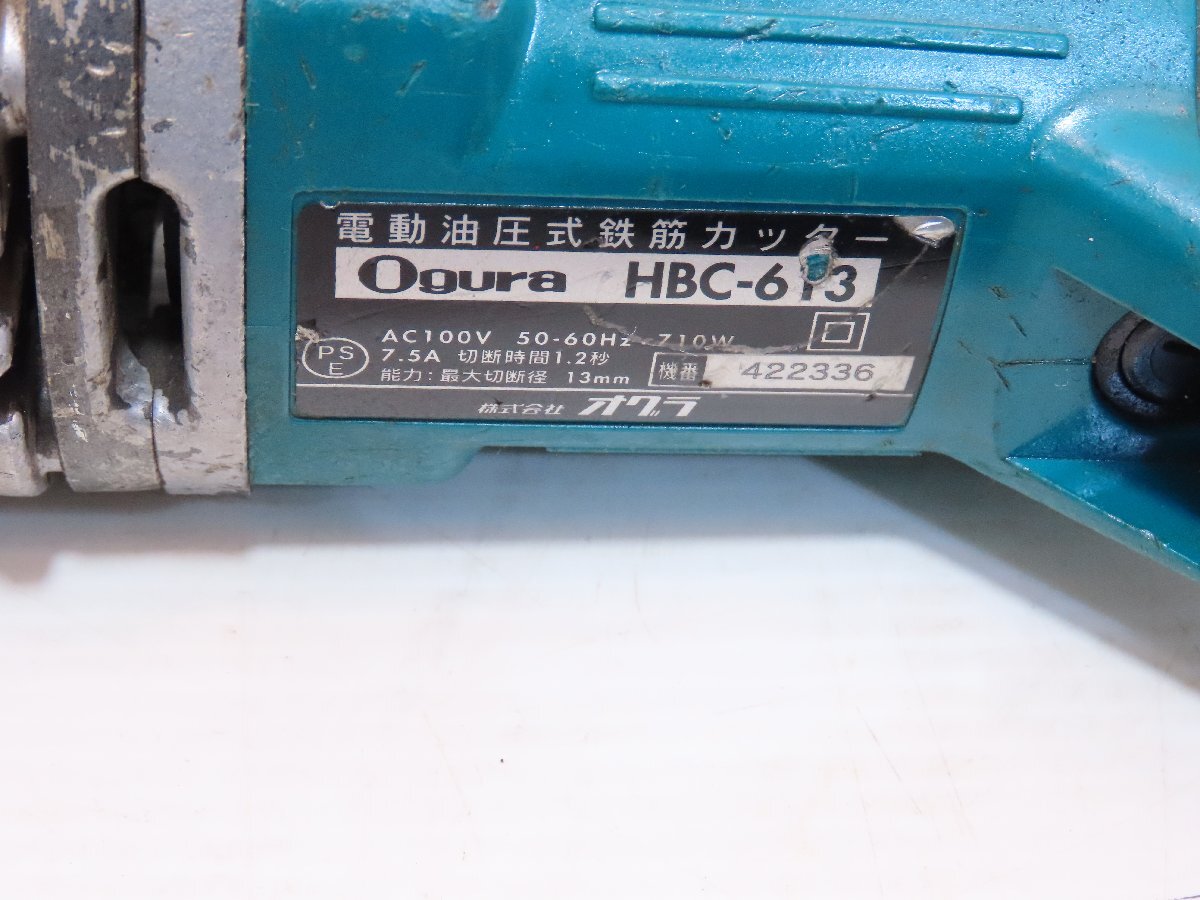 電動油圧式鉄筋カッター
Ogura HBC-613
AC100V 50-60Hz 710W
PS E 7.5A 切断時間1.2秒
能力:最大切断径 13mm 機番 422336
株式会社 オグラ